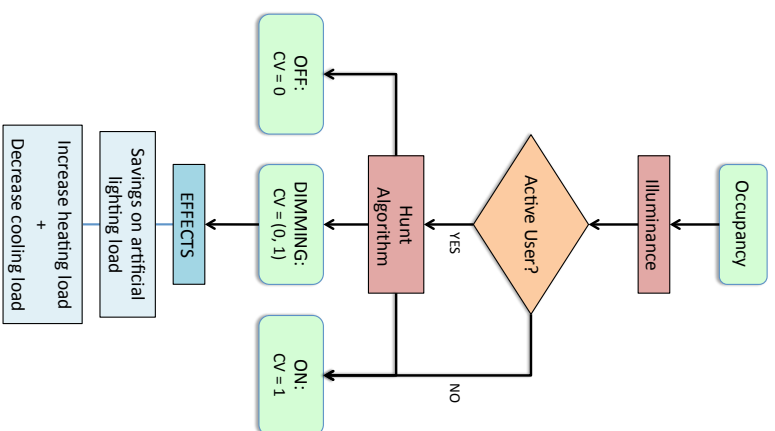 Occupancy
Illuminance
Active User?
YES
NO
Hunt
Algorithm
OFF:
CV = 0
DIMMING:
CV = (0, 1)
ON:
CV = 1
EFFECTS
Savings on artificial
lighting load
Increase heating load
+
Decrease cooling load